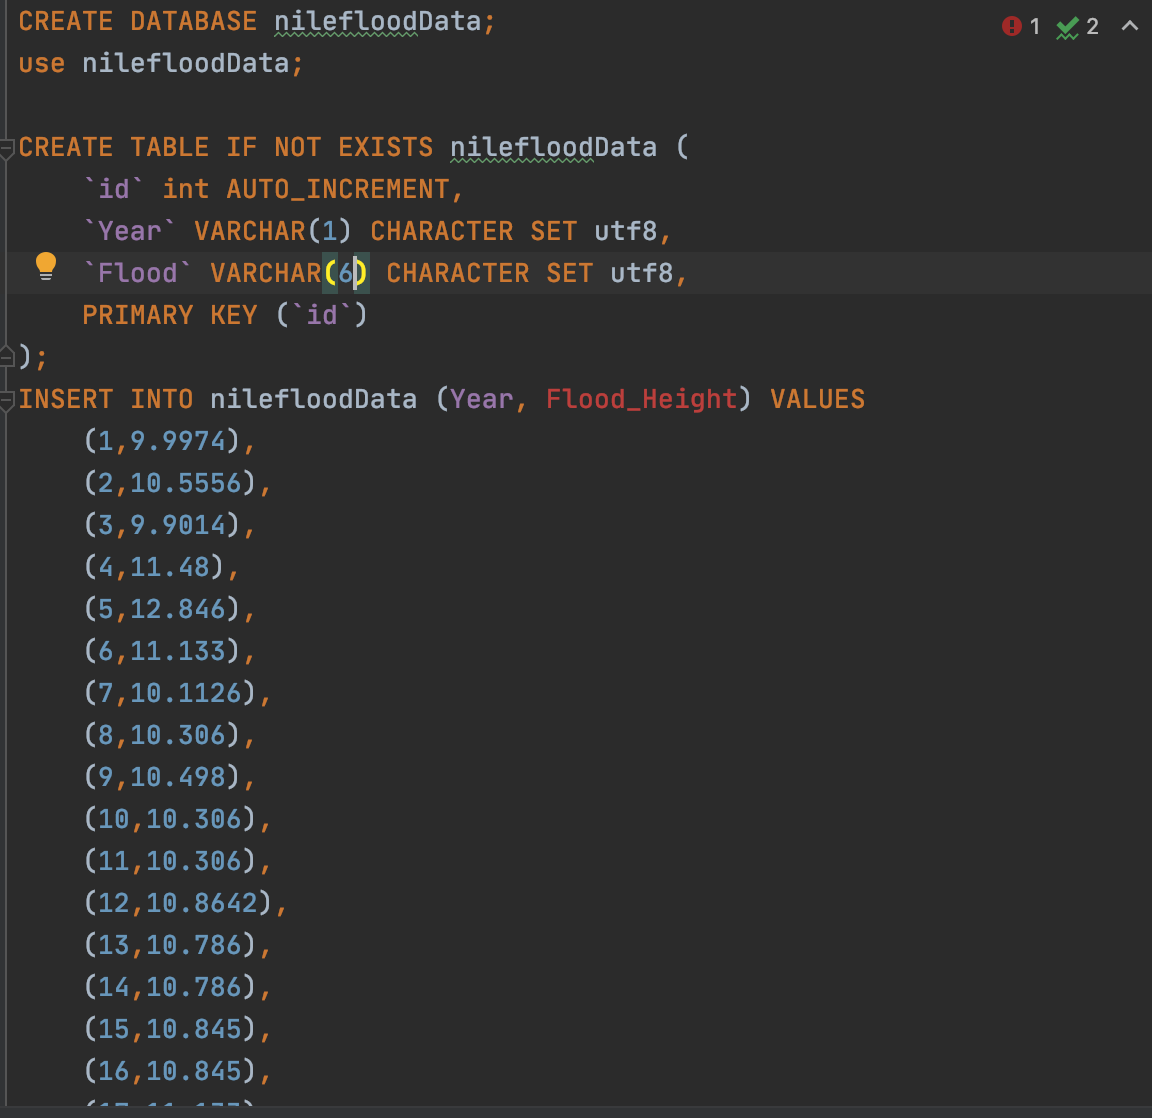 CREATE DATABASE nilefloodData;
1 2
use nilefloodData;
CREATE TABLE IF NOT EXISTS nilefloodData (
`id` int AUTO_INCREMENT,
`Year` VARCHAR(1) CHARACTER SET utf8,
`Flood` VARCHAR(6) CHARACTER SET utf8,
PRIMARY KEY (`id`)
);
INSERT INTO nilefloodData (Year, Flood_Height) VALUES
(1,9.9974),
(2,10.5556),
(3,9.9014),
(4,11.48),
(5,12.846),
(6,11.133),
(7,10.1126),
(8,10.306),
(9,10.498),
(10,10.306),
(11,10.306),
(12,10.8642),
(13,10.786),
(14,10.786),
(15,10.845),
(16,10.845),